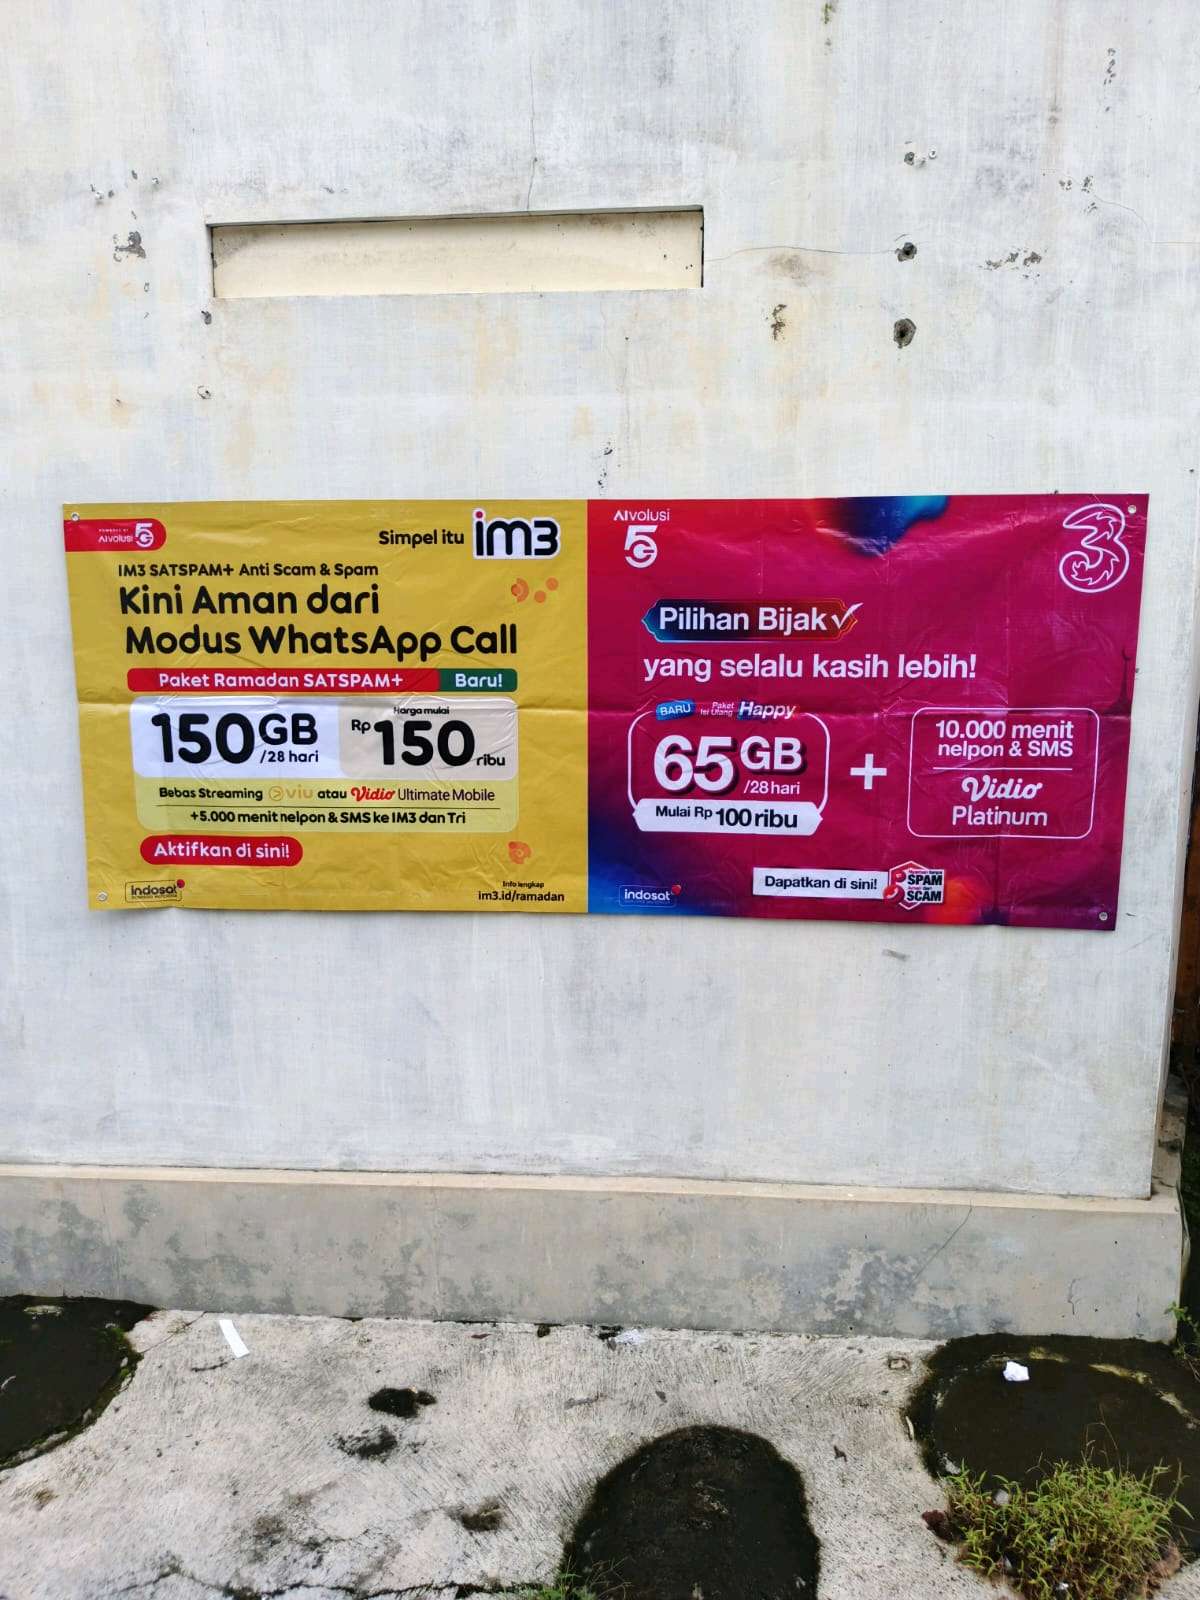 POWERED BY
AIvolusi 5G
Simpel itu im3
IM3 SATSPAM+ Anti Scam & Spam
Kini Aman dari
Modus WhatsApp Call
Paket Ramadan SATSPAM+ Baru!
150GB /28 hari
Harga mulai
Rp 150 ribu
Bebas Streaming viu atau Vidio Ultimate Mobile
+5.000 menit nelpon & SMS ke IM3 dan Tri
Aktifkan di sini!
indosat
OOREDOO HUTCHISON
Info lengkap
im3.id/ramadan
AIvolusi
5G
3
Pilihan Bijak
yang selalu kasih lebih!
BARU Paket Isi Ulang Happy
65GB /28 hari
Mulai Rp 100 ribu
+
10.000 menit
nelpon & SMS
Vidio
Platinum
Dapatkan di sini!
SPAM
SCAM
indosat